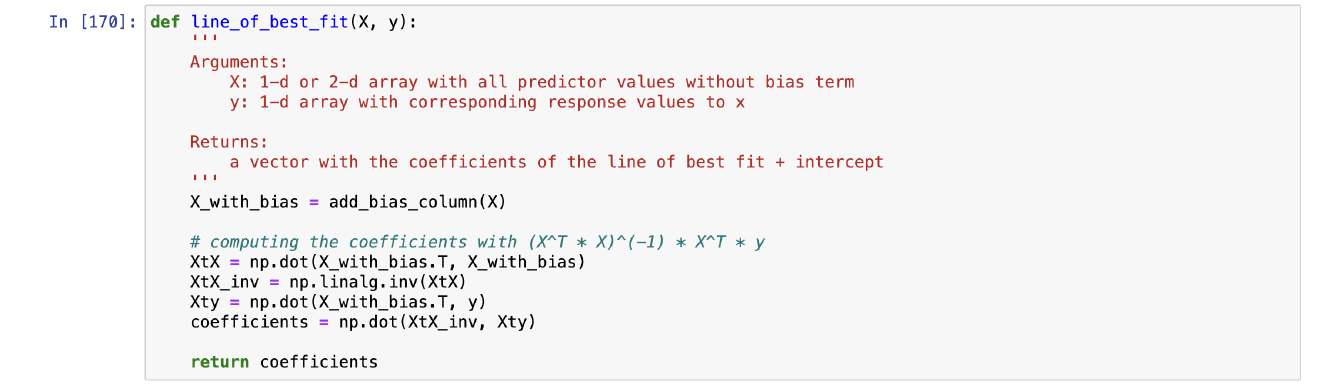 In [170]: def line_of_best_fit(X, y):
    '''
    Arguments:
        X: 1-d or 2-d array with all predictor values without bias term
        y: 1-d array with corresponding response values to x

    Returns:
        a vector with the coefficients of the line of best fit + intercept
    '''
    X_with_bias = add_bias_column(X)

    # computing the coefficients with (X^T * X)^(-1) * X^T * y
    XtX = np.dot(X_with_bias.T, X_with_bias)
    XtX_inv = np.linalg.inv(XtX)
    Xty = np.dot(X_with_bias.T, y)
    coefficients = np.dot(XtX_inv, Xty)

    return coefficients